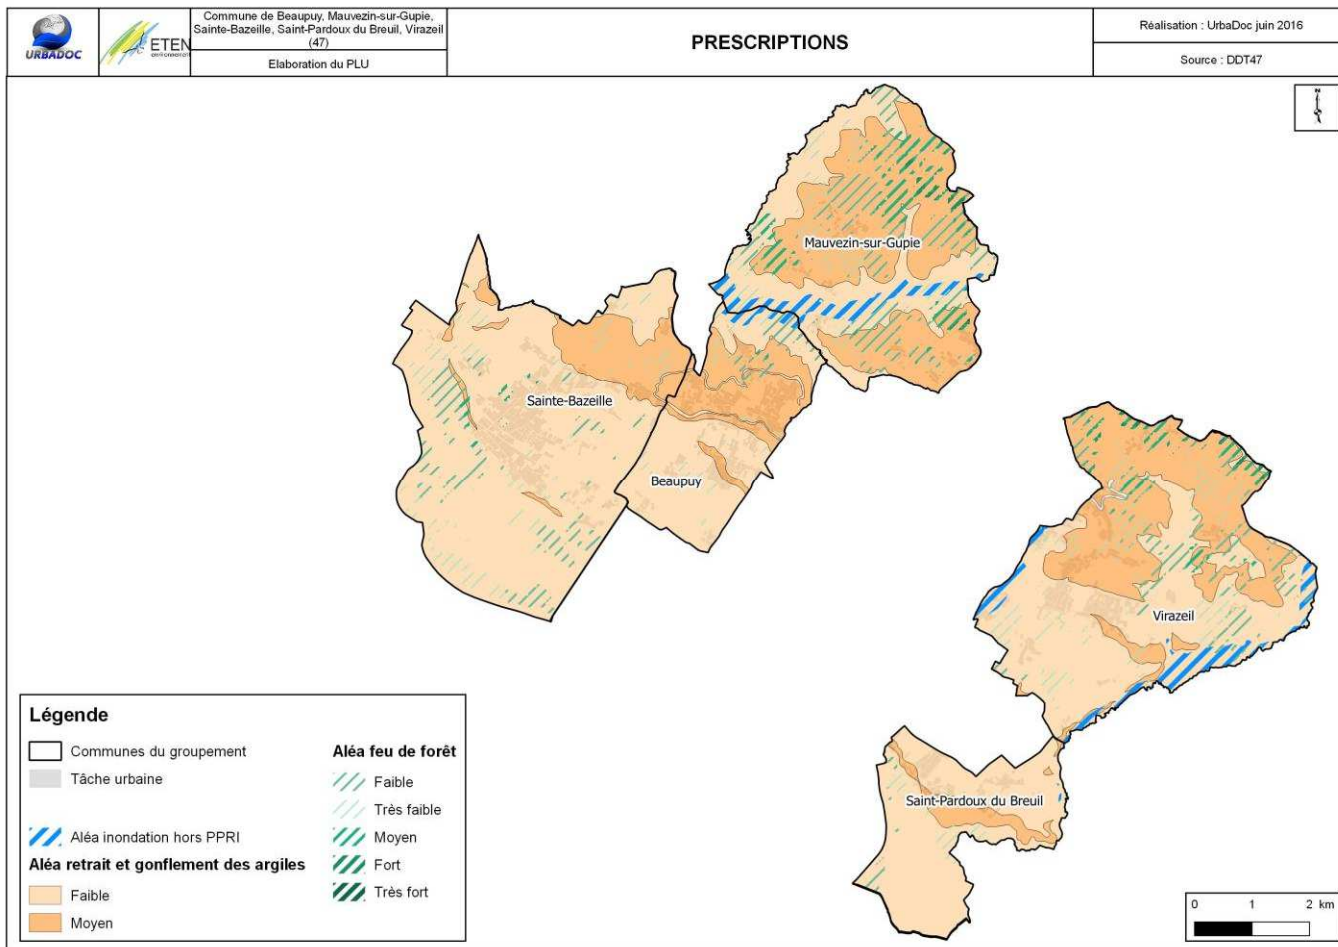 URBADOC
ETEN
environnement
Commune de Beaupuy, Mauvezin-sur-Gupie,
Sainte-Bazeille, Saint-Pardoux du Breuil, Virazeil
(47)
Elaboration du PLU
PRESCRIPTIONS
Réalisation : UrbaDoc juin 2016
Source : DDT47
N
Mauvezin-sur-Gupie
Sainte-Bazeille
Beaupuy
Virazeil
Saint-Pardoux du Breuil
Légende
Communes du groupement
Tâche urbaine
Aléa inondation hors PPRI
Aléa retrait et gonflement des argiles
Faible
Moyen
Aléa feu de forêt
Faible
Très faible
Moyen
Fort
Très fort
0 1 2 km